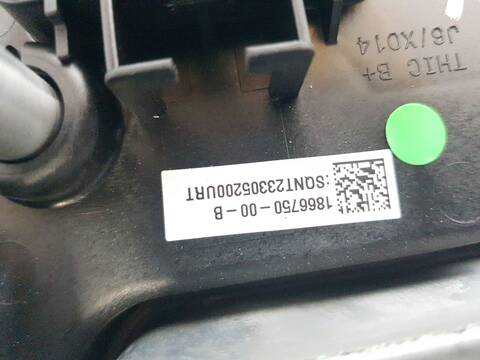 1866750-00-B
:SQNT23305200URT
THIC B+
J6/X014